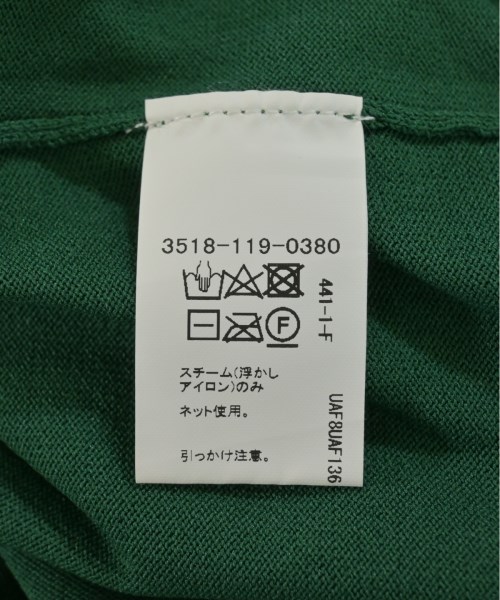 3518-119-0380
441-1-F
F
スチーム(浮かし
アイロン)のみ
ネット使用。
引っかけ注意。
UAF8UAF136